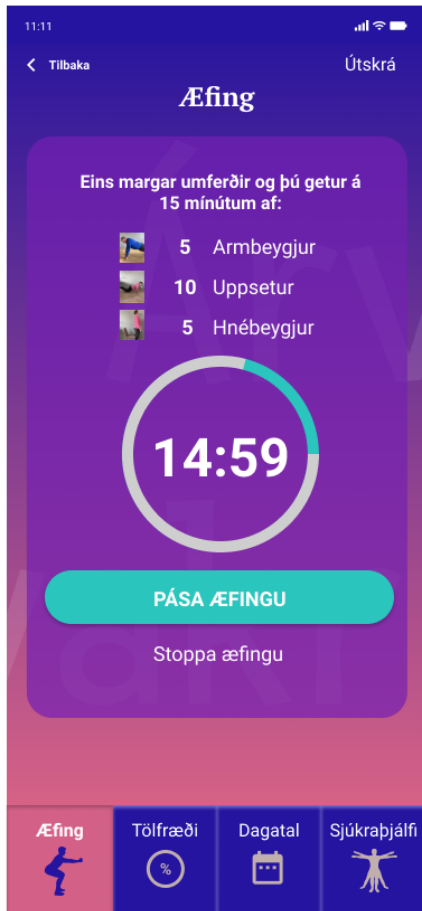 11:11
Tilbaka
Útskrá
Æfing
Eins margar umferðir og þú getur á
15 mínútum af:
5 Armbeygjur
10 Uppsetur
5 Hnébeygjur
14:59
PÁSA ÆFINGU
Stoppa æfingu
Æfing
Tölfræði
%
Dagatal
Sjúkraþjálfi